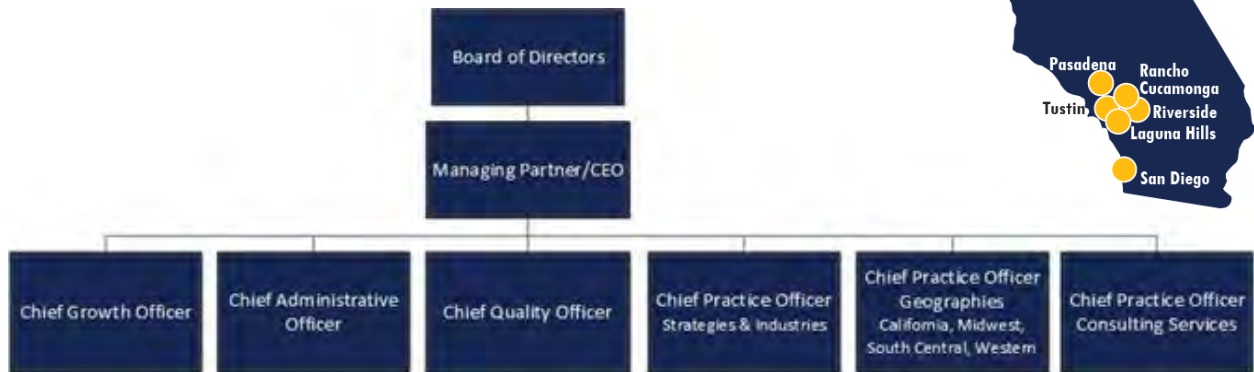 Board of Directors
Managing Partner/CEO
Chief Growth Officer
Chief Administrative
Officer
Chief Quality Officer
Chief Practice Officer
Strategies & Industries
Chief Practice Officer
Geographies
California, Midwest,
South Central, Western
Chief Practice Officer
Consulting Services
Pasadena
Rancho
Cucamonga
Tustin
Riverside
Laguna Hills
San Diego